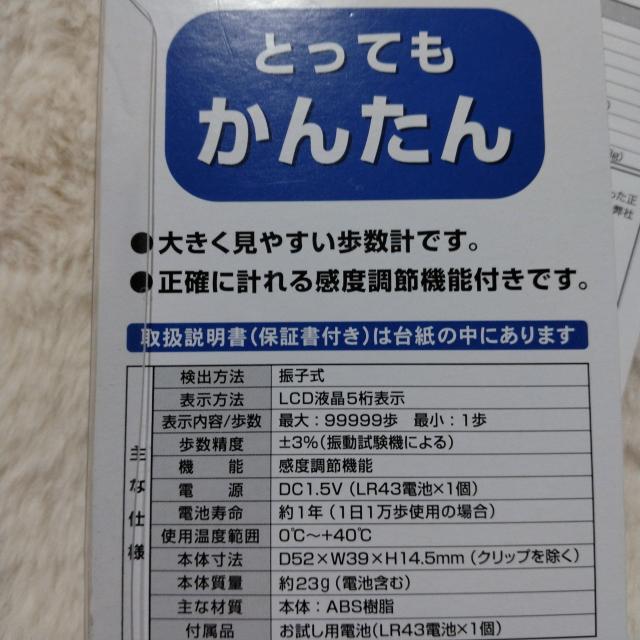 とっても
かんたん
●大きく見やすい歩数計です。
●正確に計れる感度調節機能付きです。
取扱説明書(保証書付き)は台紙の中にあります
主な仕様
検出方法 振子式
表示方法 LCD液晶5桁表示
表示内容/歩数 最大:99999歩 最小:1歩
歩数精度 ±3%(振動試験機による)
機 能 感度調節機能
電 源 DC1.5V(LR43電池×1個)
電池寿命 約1年(1日1万歩使用の場合)
使用温度範囲 0℃〜+40℃
本体寸法 D52×W39×H14.5mm(クリップを除く)
本体質量 約23g(電池含む)
主な材質 本体:ABS樹脂
付属品 お試し用電池(LR43電池×1個)
った正
弊社